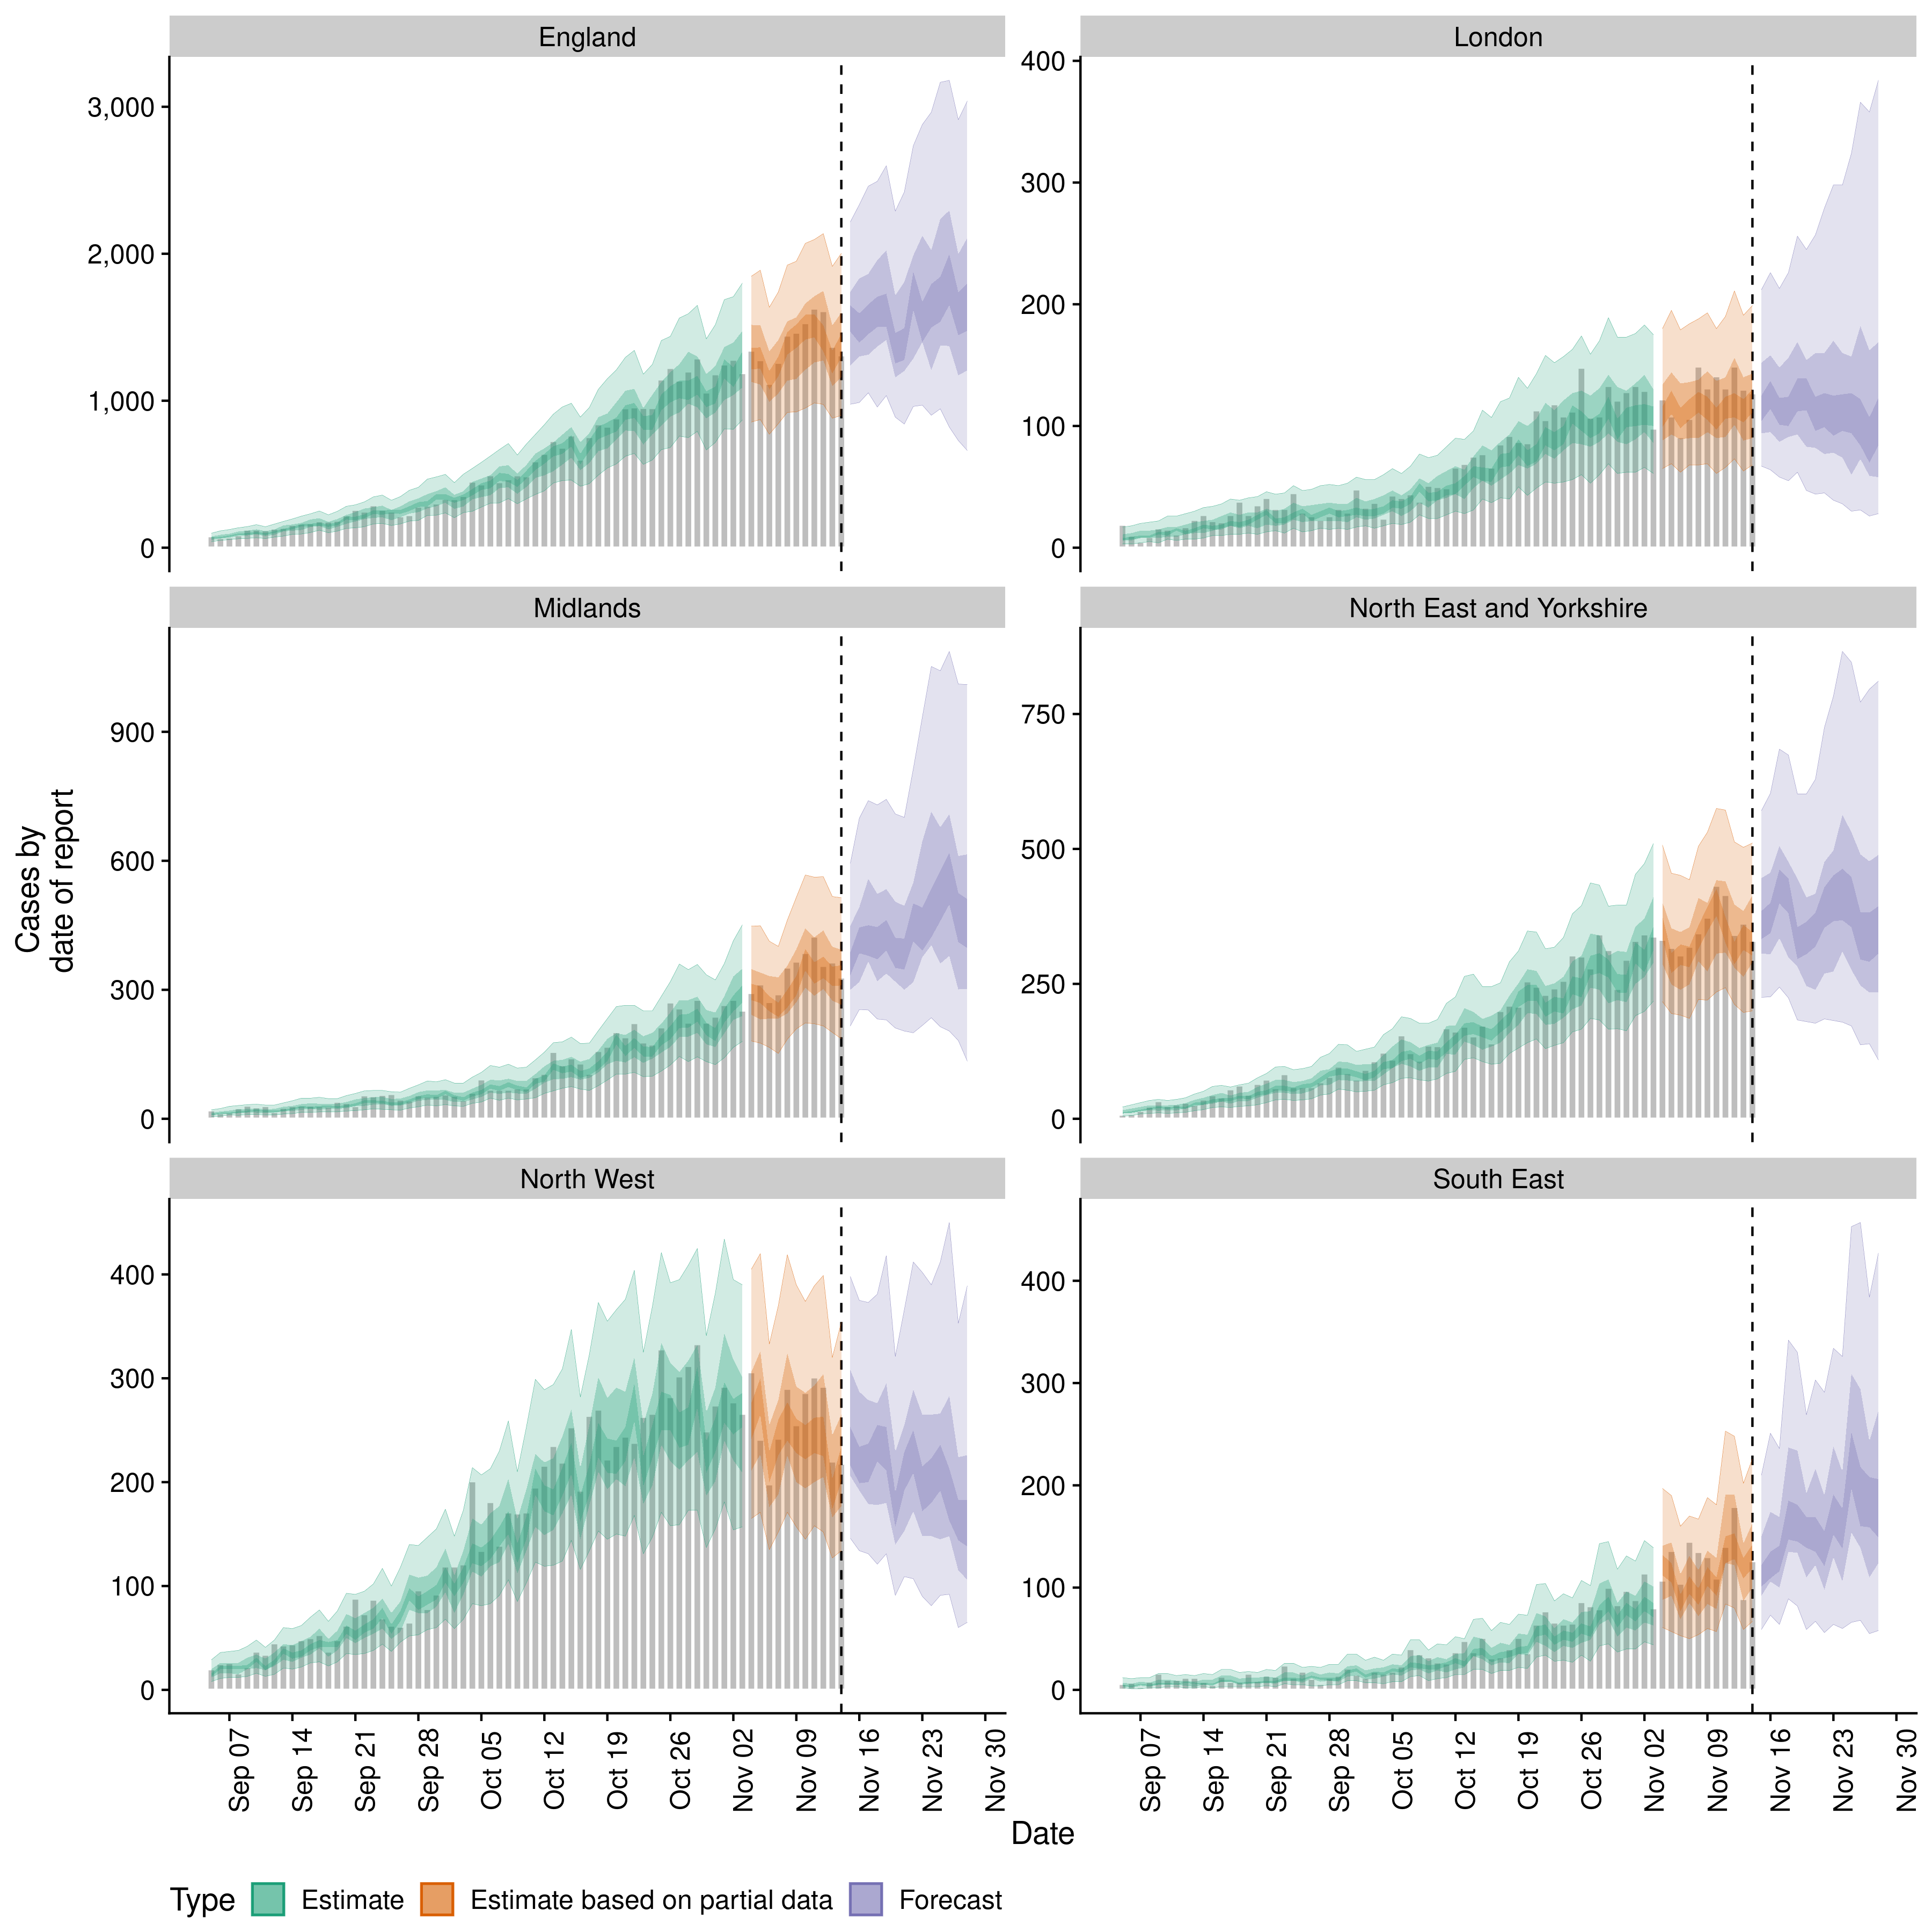 England
London
3,000
2,000
1,000
0
400
300
200
100
0
Midlands
North East and Yorkshire
900
600
300
0
750
500
250
0
Cases by
date of report
North West
South East
400
300
200
100
0
400
300
200
100
0
Sep 07
Sep 14
Sep 21
Sep 28
Oct 05
Oct 12
Oct 19
Oct 26
Nov 02
Nov 09
Nov 16
Nov 23
Nov 30
Sep 07
Sep 14
Sep 21
Sep 28
Oct 05
Oct 12
Oct 19
Oct 26
Nov 02
Nov 09
Nov 16
Nov 23
Nov 30
Date
Type Estimate Estimate based on partial data Forecast